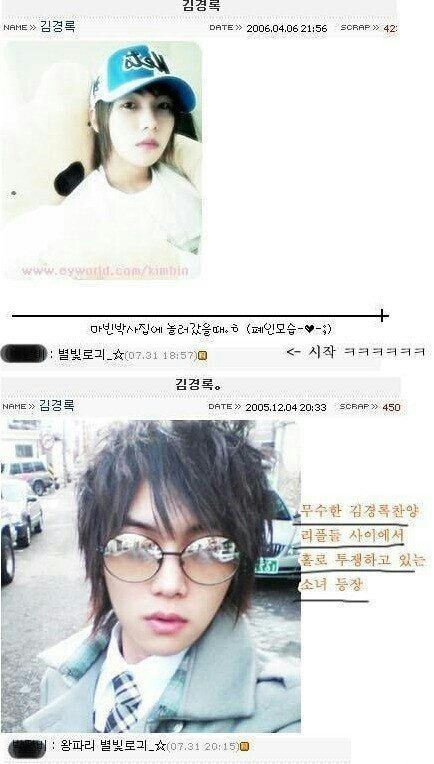 김경록
NAME» 김경록 DATE» 2006.04.06 21:56 SCRAP» 42
Mets
www.cyworld.com/kimbin
마빈박사집에 놀러갔을때.ㅎ (폐인모습-♥-;)
: 별빛로긔_☆(07.31 18:57)
<- 시작 ㅋㅋㅋㅋㅋㅋ
김경록。
NAME» 김경록 DATE» 2005.12.04 20:33 SCRAP» 450
무수한 김경록찬양
리플들 사이에서
홀로 투쟁하고 있는
소녀 등장
: 왕파리 별빛로긔_☆(07.31 20:15)